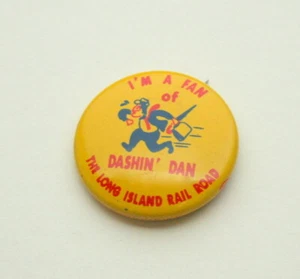 I'M A FAN
of
DASHIN' DAN
THE LONG ISLAND RAIL ROAD